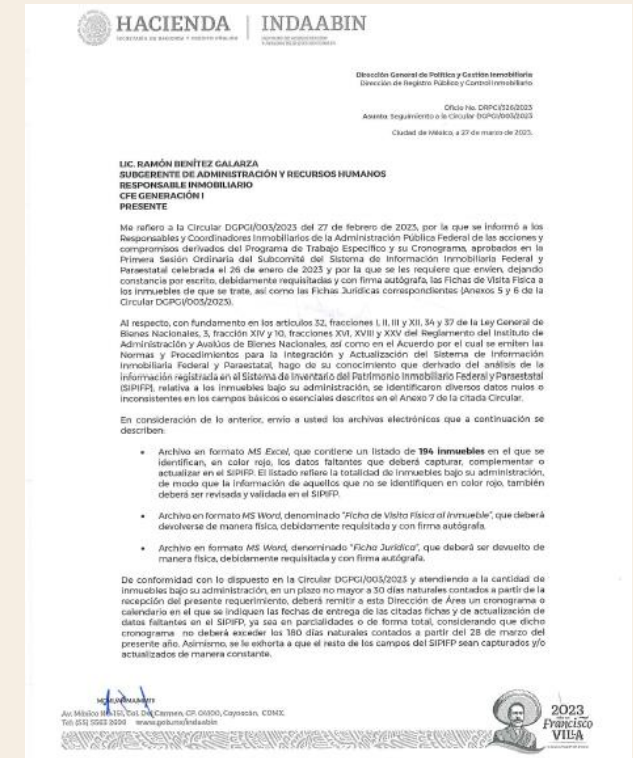 HACIENDA | INDAABIN
SECRETARÍA DE HACIENDA Y CRÉDITO PÚBLICO
Dirección General de Política y Gestión Inmobiliaria
Dirección de Registro Público y Control Inmobiliario
Oficio No. DRPCI/326/2023
Asunto: Seguimiento a la Circular DGPGI/003/2023
Ciudad de México, a 27 de marzo de 2023.
LIC. RAMÓN BENÍTEZ GALARZA
SUBGERENTE DE ADMINISTRACIÓN Y RECURSOS HUMANOS
RESPONSABLE INMOBILIARIO
CFE GENERACIÓN I
PRESENTE
Me refiero a la Circular DGPGI/003/2023 del 27 de febrero de 2023, por la que se informó a los
Responsables y Coordinadores Inmobiliarios de la Administración Pública Federal de las acciones y
compromisos derivados del Programa de Trabajo Específico y su Cronograma, aprobados en la
Primera Sesión Ordinaria del Subcomité del Sistema de Información Inmobiliaria Federal y
Paraestatal celebrada el 26 de enero de 2023 y por la que se les requiere que envíen, dejando
constancia por escrito, debidamente requisitadas y con firma autógrafa, las Fichas de Visita Física a
los inmuebles de que se trate, así como las Fichas Jurídicas correspondientes (Anexos 5 y 6 de la
Circular DGPGI/003/2023).
Al respecto, con fundamento en los artículos 32, fracciones I, II, III y XII, 34 y 37 de la Ley General de
Bienes Nacionales, 3, fracción XIV y 10, fracciones XVI, XVIII y XXV del Reglamento del Instituto de
Administración y Avalúos de Bienes Nacionales, así como en el Acuerdo por el cual se emiten las
Normas y Procedimientos para la Integración y Actualización del Sistema de Información
Inmobiliaria Federal y Paraestatal, hago de su conocimiento que derivado del análisis de la
información registrada en el Sistema de Inventario del Patrimonio Inmobiliario Federal y Paraestatal
(SIPIFP), relativa a los inmuebles bajo su administración, se identificaron diversos datos nulos o
inconsistentes en los campos básicos o esenciales descritos en el Anexo 7 de la citada Circular.
En consideración de lo anterior, envío a usted los archivos electrónicos que a continuación se
describen:
• Archivo en formato MS Excel, que contiene un listado de 194 inmuebles en el que se
identifican, en color rojo, los datos faltantes que deberá capturar, complementar o
actualizar en el SIPIFP. El listado refiere la totalidad de inmuebles bajo su administración,
de modo que la información de aquellos que no se identifiquen en color rojo, también
deberá ser revisada y validada en el SIPIFP.
• Archivo en formato MS Word, denominado "Ficha de Visita Física al Inmueble", que deberá
devolverse de manera física, debidamente requisitada y con firma autógrafa.
• Archivo en formato MS Word, denominado "Ficha Jurídica", que deberá ser devuelto de
manera física, debidamente requisitada y con firma autógrafa.
De conformidad con lo dispuesto en la Circular DGPGI/003/2023 y atendiendo a la cantidad de
inmuebles bajo su administración, en un plazo no mayor a 30 días naturales contados a partir de la
recepción del presente requerimiento, deberá remitir a esta Dirección de Área un cronograma o
calendario en el que se indiquen las fechas de entrega de las citadas fichas y de actualización de
datos faltantes en el SIPIFP, ya sea en parcialidades o de forma total, considerando que dicho
cronograma no deberá exceder los 180 días naturales contados a partir del 28 de marzo del
presente año. Asimismo, se le exhorta a que el resto de los campos del SIPIFP sean capturados y/o
actualizados de manera constante.
Av. México 151, Col. Del Carmen, CP. 04100, Coyoacán, CDMX.
Tel: (55) 5563 2699 www.gob.mx/indaabin
2023
Francisco
VILLA